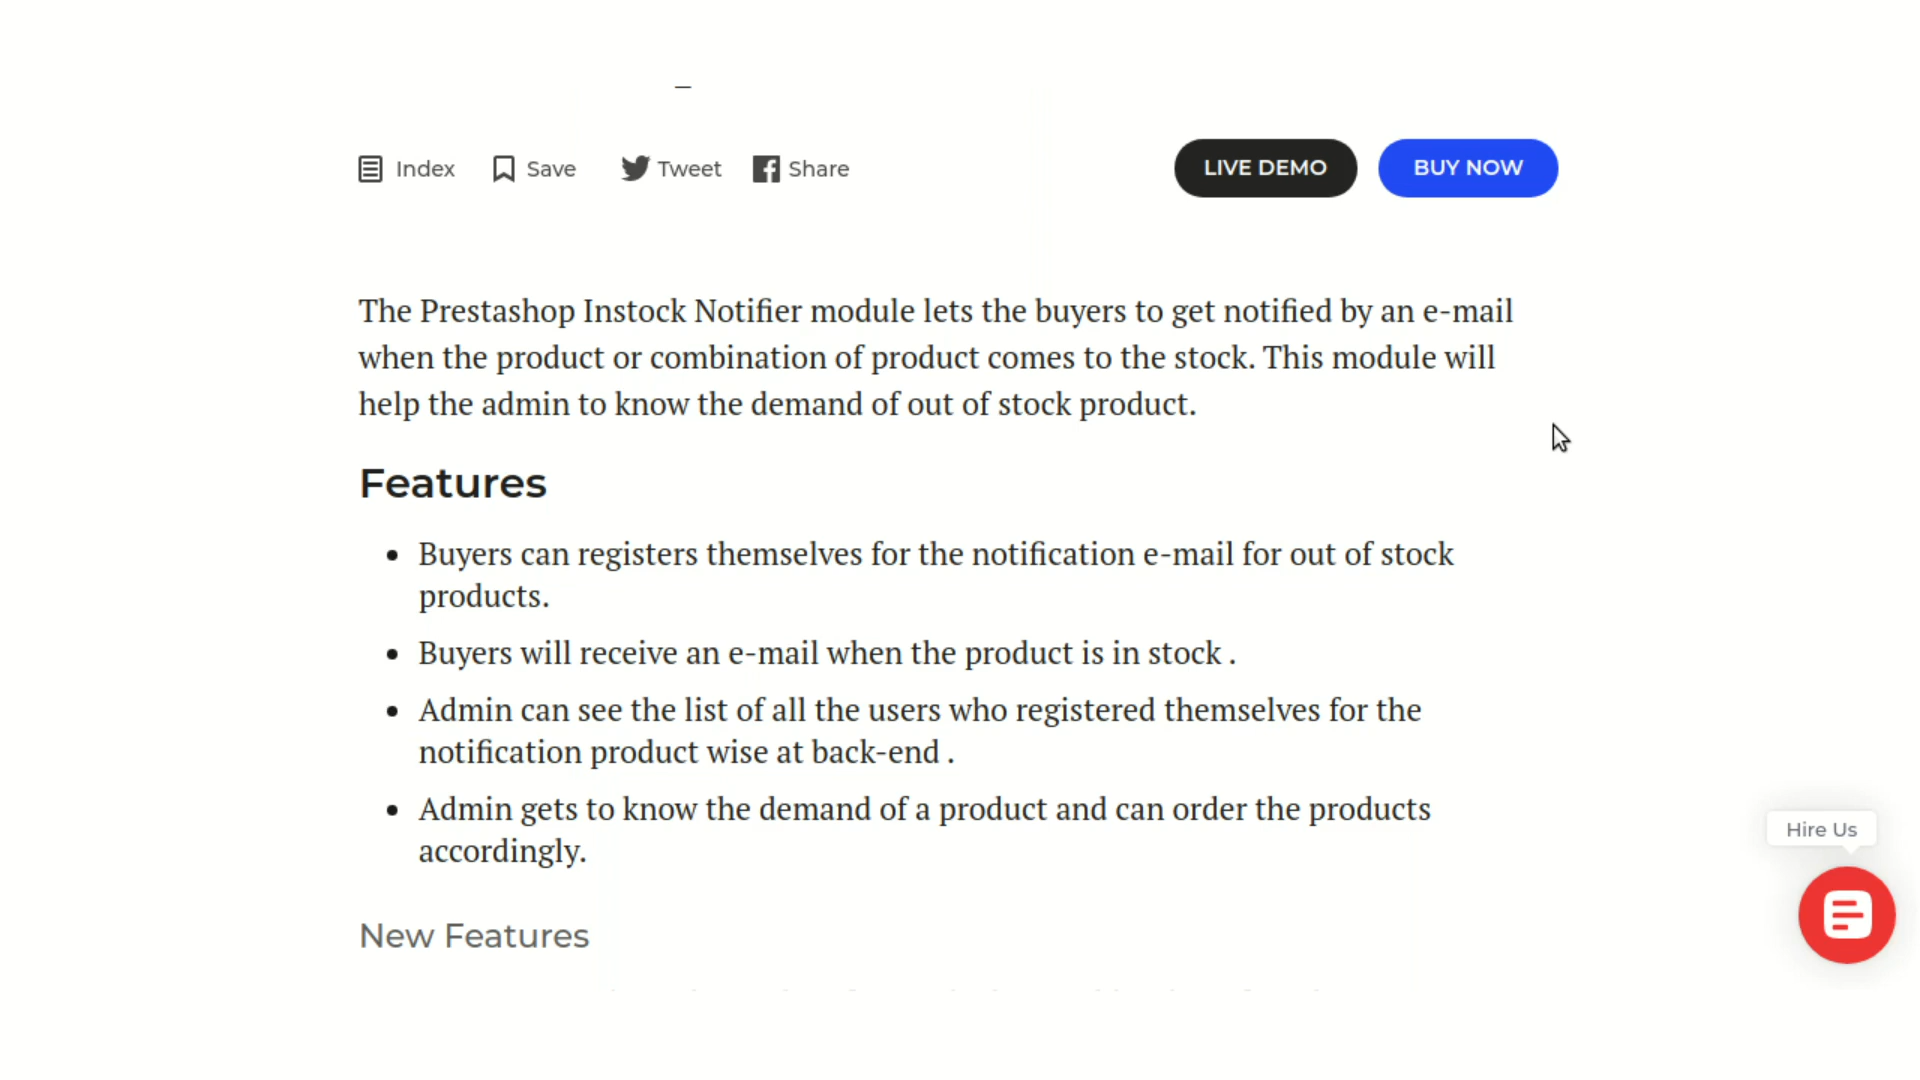 Index Save Tweet Share LIVE DEMO BUY NOW
The Prestashop Instock Notifier module lets the buyers to get notified by an e-mail
when the product or combination of product comes to the stock. This module will
help the admin to know the demand of out of stock product.
Features
• Buyers can registers themselves for the notification e-mail for out of stock
products.
• Buyers will receive an e-mail when the product is in stock .
• Admin can see the list of all the users who registered themselves for the
notification product wise at back-end .
• Admin gets to know the demand of a product and can order the products
accordingly.
Hire Us
New Features